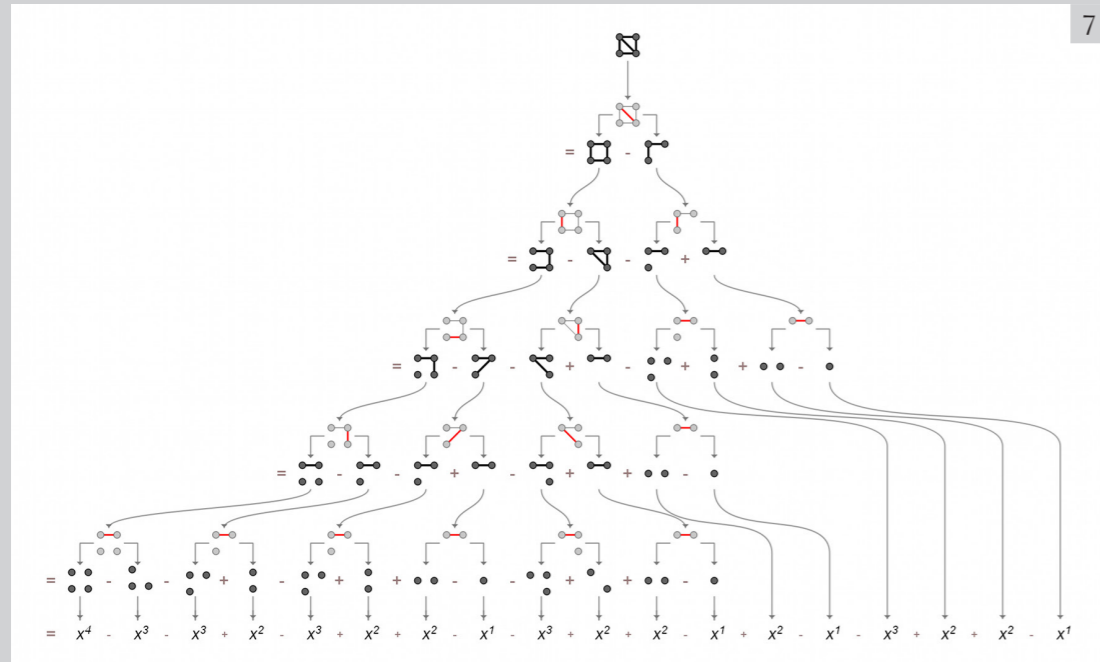 7
= -
= - - +
= - - + - + + -
= - - + - + + -
= - - + - + + - - + + -
= x⁴ - x³ - x³ + x² - x³ + x² + x² - x¹ - x³ + x² + x² - x¹ + x² - x¹ - x³ + x² + x² - x¹